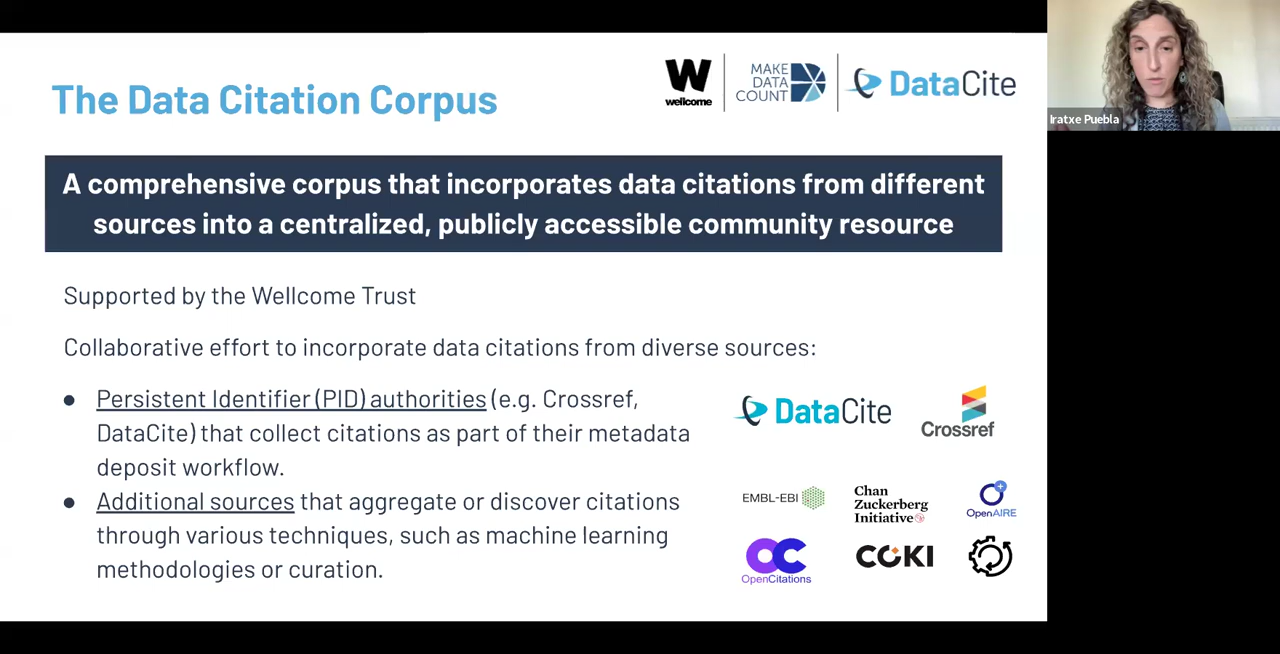 The Data Citation Corpus
W
wellcome
MAKE
DATA
COUNT
DataCite
Iratxe Puebla
A comprehensive corpus that incorporates data citations from different
sources into a centralized, publicly accessible community resource
Supported by the Wellcome Trust
Collaborative effort to incorporate data citations from diverse sources:
● Persistent Identifier (PID) authorities (e.g. Crossref,
DataCite) that collect citations as part of their metadata
deposit workflow.
● Additional sources that aggregate or discover citations
through various techniques, such as machine learning
methodologies or curation.
DataCite
Crossref
EMBL-EBI
Chan
Zuckerberg
Initiative
OpenAIRE
OC
OpenCitations
COKI